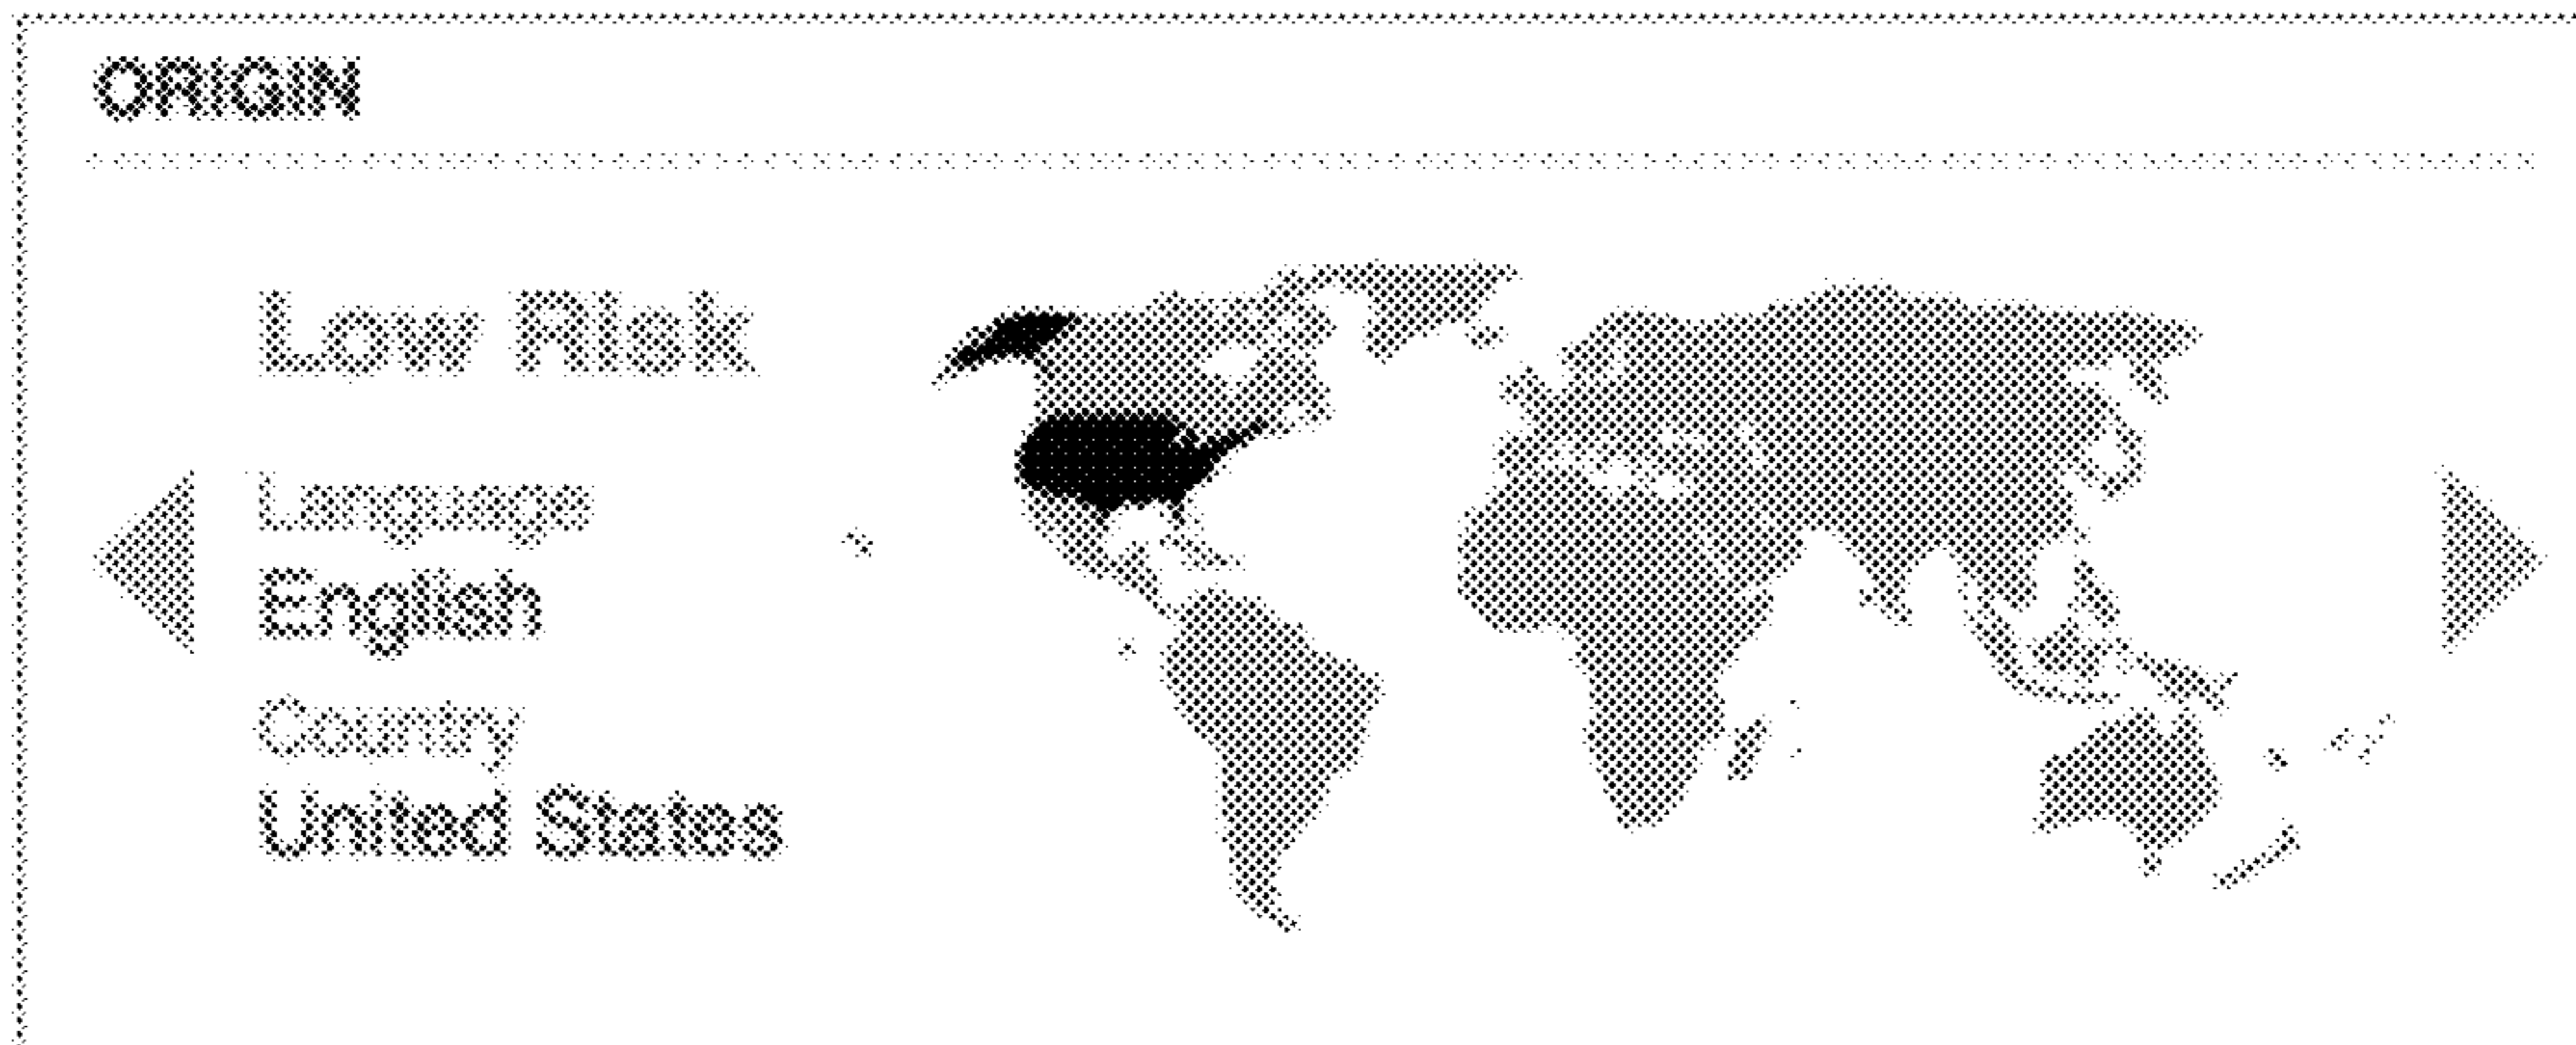 ORIGIN
Low Risk
Language
English
Country
United States